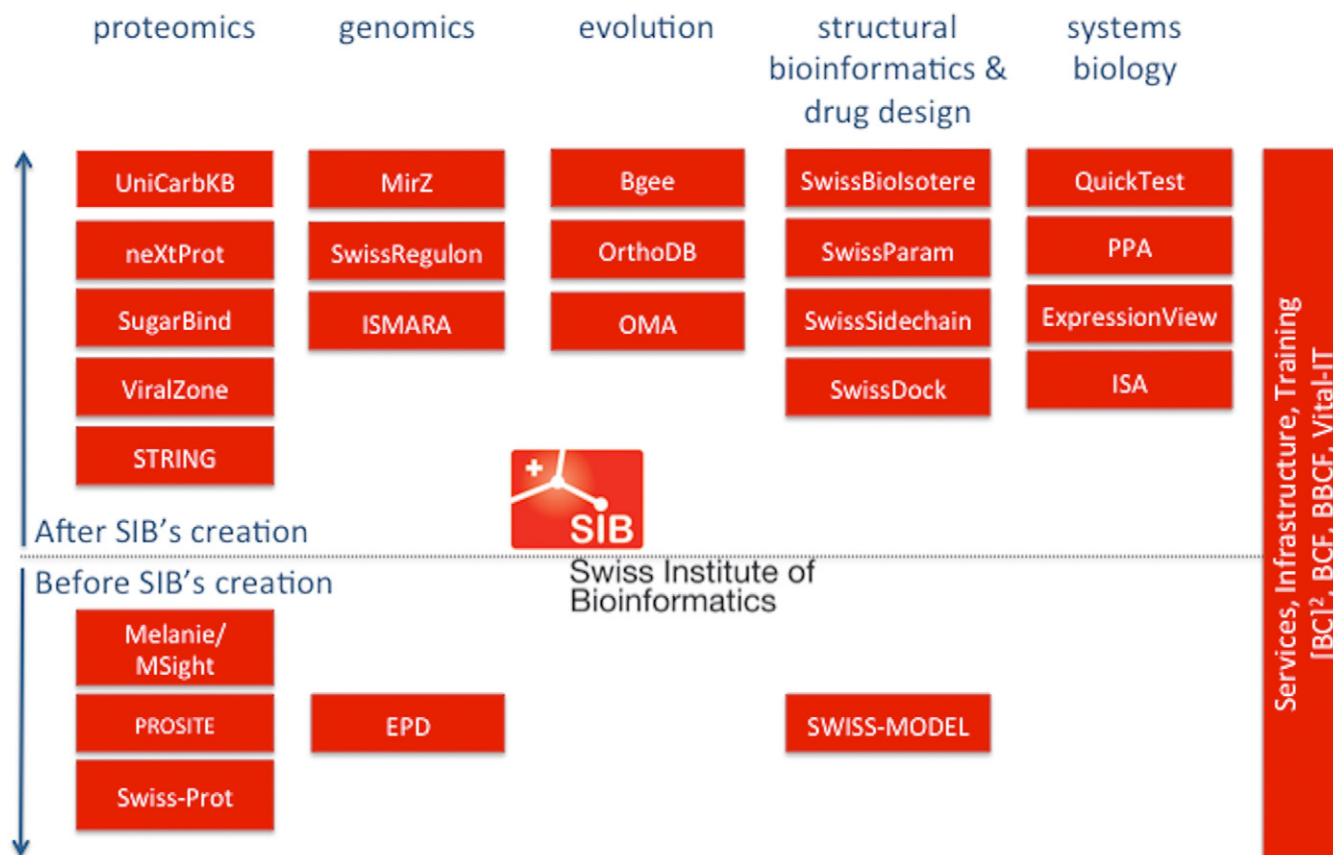 proteomics
genomics
evolution
structural
bioinformatics &
drug design
systems
biology
UniCarbKB
MirZ
Bgee
SwissBioIsotere
QuickTest
neXtProt
SwissRegulon
OrthoDB
SwissParam
PPA
SugarBind
ISMARA
OMA
SwissSidechain
ExpressionView
ViralZone
SwissDock
ISA
STRING
SIB
After SIB's creation
Before SIB's creation
Swiss Institute of
Bioinformatics
Melanie/
MSight
PROSITE
EPD
SWISS-MODEL
Swiss-Prot
Services, Infrastructure, Training
[BC]², BCF, BBCF, Vital-IT